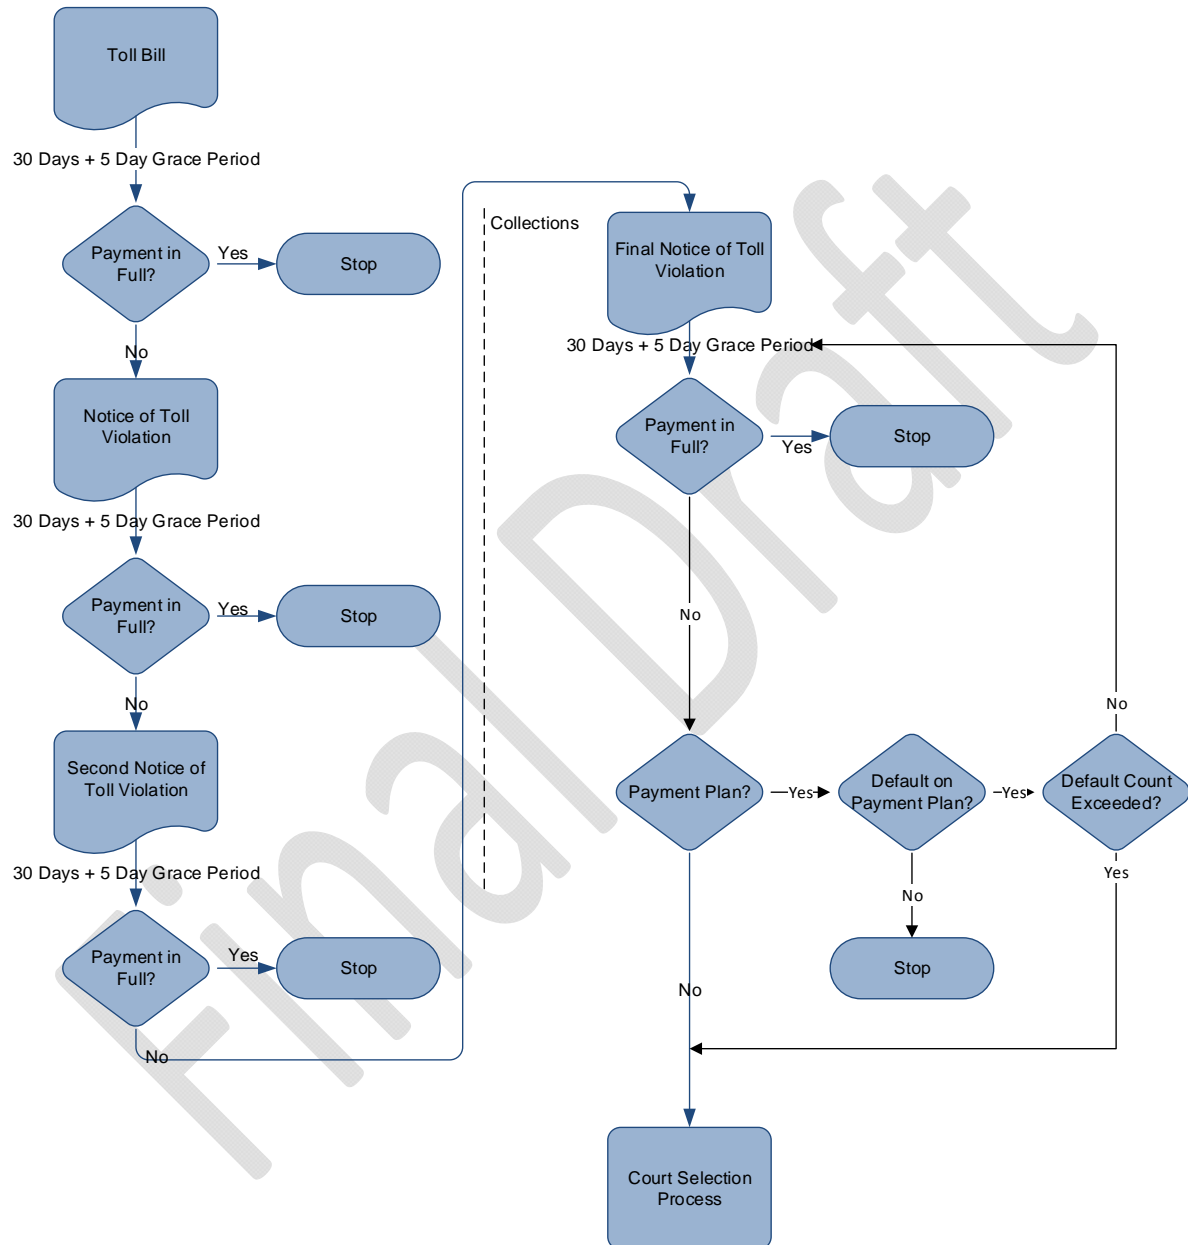 Toll Bill
30 Days + 5 Day Grace Period
Payment in
Full?
Yes
Stop
No
Notice of Toll
Violation
30 Days + 5 Day Grace Period
Payment in
Full?
Yes
Stop
No
Second Notice of
Toll Violation
30 Days + 5 Day Grace Period
Payment in
Full?
Yes
Stop
No
Collections
Final Notice of Toll
Violation
30 Days + 5 Day Grace Period
Payment in
Full?
Yes
Stop
No
Payment Plan?
Yes
Default on
Payment Plan?
Yes
Default Count
Exceeded?
No
No
Stop
Yes
No
Court Selection
Process
Final Draft